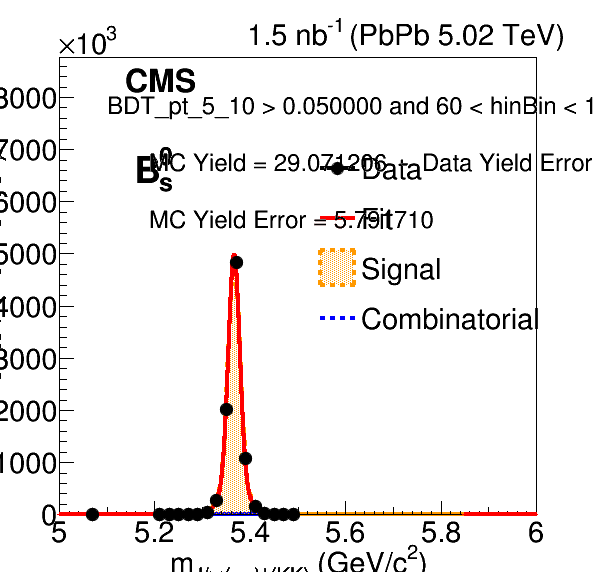 ×10³ 1.5 nb⁻¹ (PbPb 5.02 TeV)
CMS
8000
BDT_pt_5_10 > 0.050000 and 60 < hinBin < 1
7000
MC Yield = 29.071206 Data Yield Error
B⁰s
Data
6000
MC Yield Error = 5.791710
Fit
5000
Signal
4000
Combinatorial
3000
2000
1000
0
5 5.2 5.4 5.6 5.8 6
m (GeV/c²)